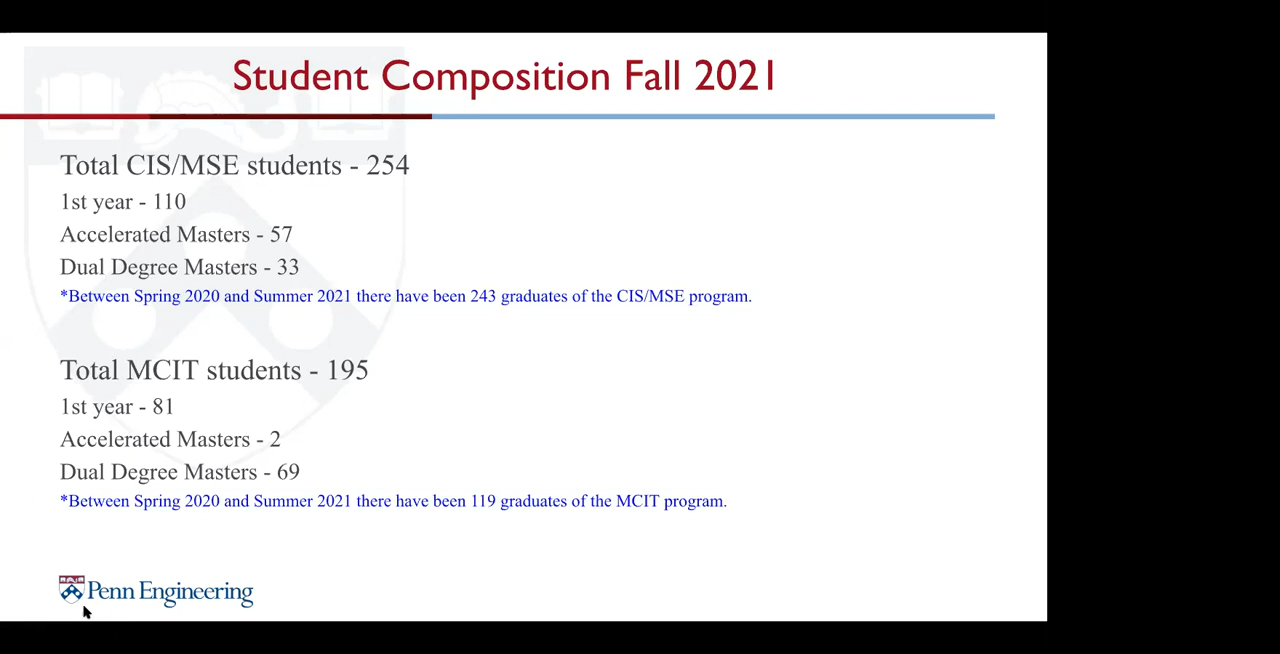 Student Composition Fall 2021
Total CIS/MSE students - 254
1st year - 110
Accelerated Masters - 57
Dual Degree Masters - 33
*Between Spring 2020 and Summer 2021 there have been 243 graduates of the CIS/MSE program.
Total MCIT students - 195
1st year - 81
Accelerated Masters - 2
Dual Degree Masters - 69
*Between Spring 2020 and Summer 2021 there have been 119 graduates of the MCIT program.
Penn Engineering